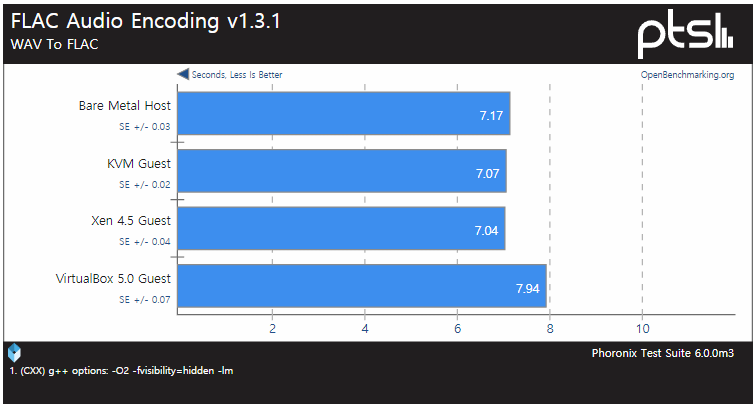 FLAC Audio Encoding v1.3.1
WAV To FLAC
ptsl
Seconds, Less Is Better
OpenBenchmarking.org
Bare Metal Host
SE +/- 0.03
7.17
KVM Guest
SE +/- 0.02
7.07
Xen 4.5 Guest
SE +/- 0.04
7.04
VirtualBox 5.0 Guest
SE +/- 0.07
7.94
2 4 6 8 10
Phoronix Test Suite 6.0.0m3
1. (CXX) g++ options: -O2 -fvisibility=hidden -lm